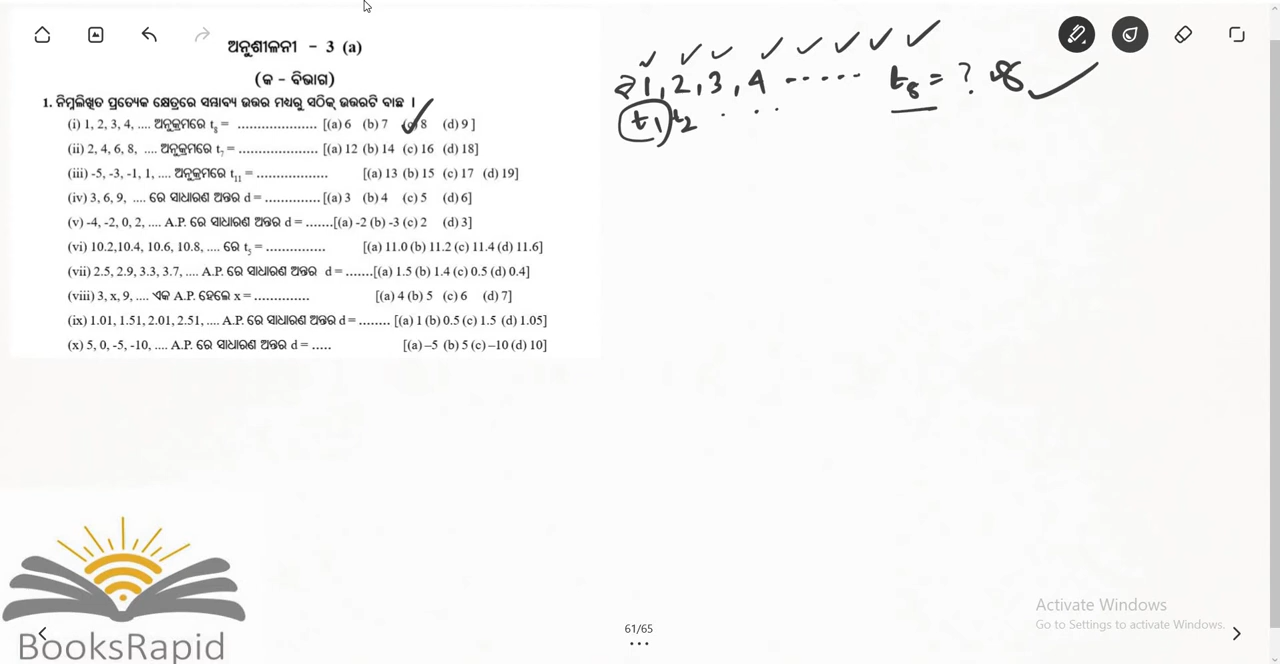 ଅନୁଶୀଳନୀ - 3 (a)
(କ - ବିଭାଗ)
1. ନିମ୍ନଲିଖିତ ପ୍ରତ୍ୟେକ କ୍ଷେତ୍ରରେ ସମ୍ଭାବ୍ୟ ଉତ୍ତର ମଧ୍ୟରୁ ସଠିକ୍ ଉତ୍ତରଟି ବାଛ ।
(i) 1, 2, 3, 4, .... ଅନୁକ୍ରମରେ t₈ = .................... [(a) 6 (b) 7 (c) 8 (d) 9 ]
(ii) 2, 4, 6, 8, .... ଅନୁକ୍ରମରେ t₇ = .................... [(a) 12 (b) 14 (c) 16 (d) 18]
(iii) -5, -3, -1, 1, .... ଅନୁକ୍ରମରେ t₁₁ = .................. [(a) 13 (b) 15 (c) 17 (d) 19]
(iv) 3, 6, 9, .... ରେ ସାଧାରଣ ଅନ୍ତର d = .............. [(a) 3 (b) 4 (c) 5 (d) 6]
(v) -4, -2, 0, 2, .... A.P. ରେ ସାଧାରଣ ଅନ୍ତର d = .......[(a) -2 (b) -3 (c) 2 (d) 3]
(vi) 10.2,10.4, 10.6, 10.8, .... ରେ t₅ = ............... [(a) 11.0 (b) 11.2 (c) 11.4 (d) 11.6]
(vii) 2.5, 2.9, 3.3, 3.7, .... A.P. ରେ ସାଧାରଣ ଅନ୍ତର d = .......[(a) 1.5 (b) 1.4 (c) 0.5 (d) 0.4]
(viii) 3, x, 9, .... ଏକ A.P. ହେଲେ x = .............. [(a) 4 (b) 5 (c) 6 (d) 7]
(ix) 1.01, 1.51, 2.01, 2.51, .... A.P. ରେ ସାଧାରଣ ଅନ୍ତର d = ........ [(a) 1 (b) 0.5 (c) 1.5 (d) 1.05]
(x) 5, 0, -5, -10, .... A.P. ରେ ସାଧାରଣ ଅନ୍ତର d = ..... [(a) –5 (b) 5 (c) –10 (d) 10]
1, 2, 3, 4 ...... t₈ = ? 8
t₁ t₂ . . .
BooksRapid
61/65
Activate Windows
Go to Settings to activate Windows.